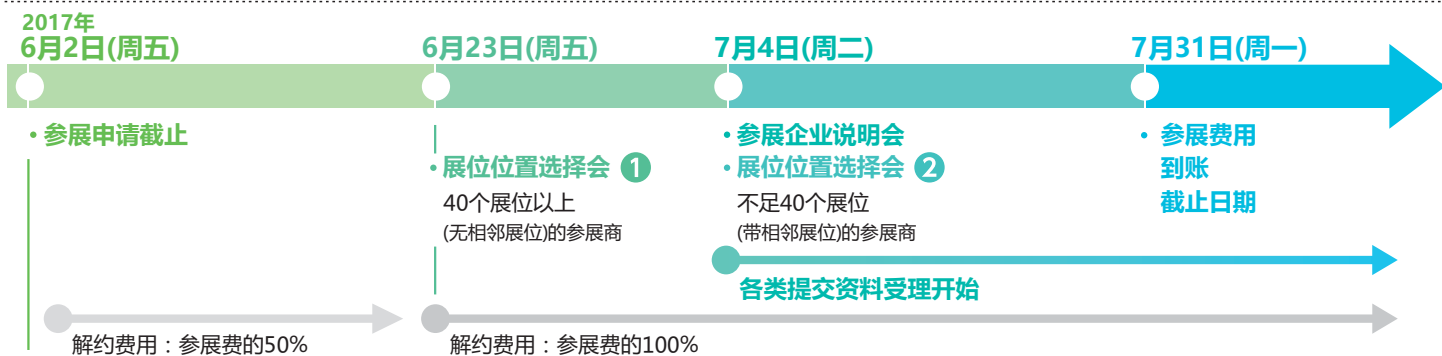 2017年
6月2日(周五)
6月23日(周五)
7月4日(周二)
7月31日(周一)
・参展申请截止
・展位位置选择会 1
40个展位以上
(无相邻展位)的参展商
・参展企业说明会
・展位位置选择会 2
不足40个展位
(带相邻展位)的参展商
・参展费用
到账
截止日期
各类提交资料受理开始
解约费用：参展费的50%
解约费用：参展费的100%